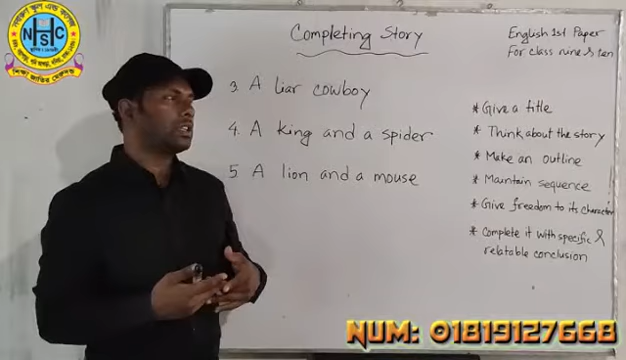 Completing Story
English 1st Paper
For class nine & ten
3. A liar cowboy
4. A king and a spider
5 A lion and a mouse
* Give a title
* Think about the story
* Make an outline
* Maintain sequence
* Give freedom to its character
* Complete it with specific &
relatable conclusion
NHSC
শিক্ষা জাতির মেরুদন্ড
NUM: 01819127668